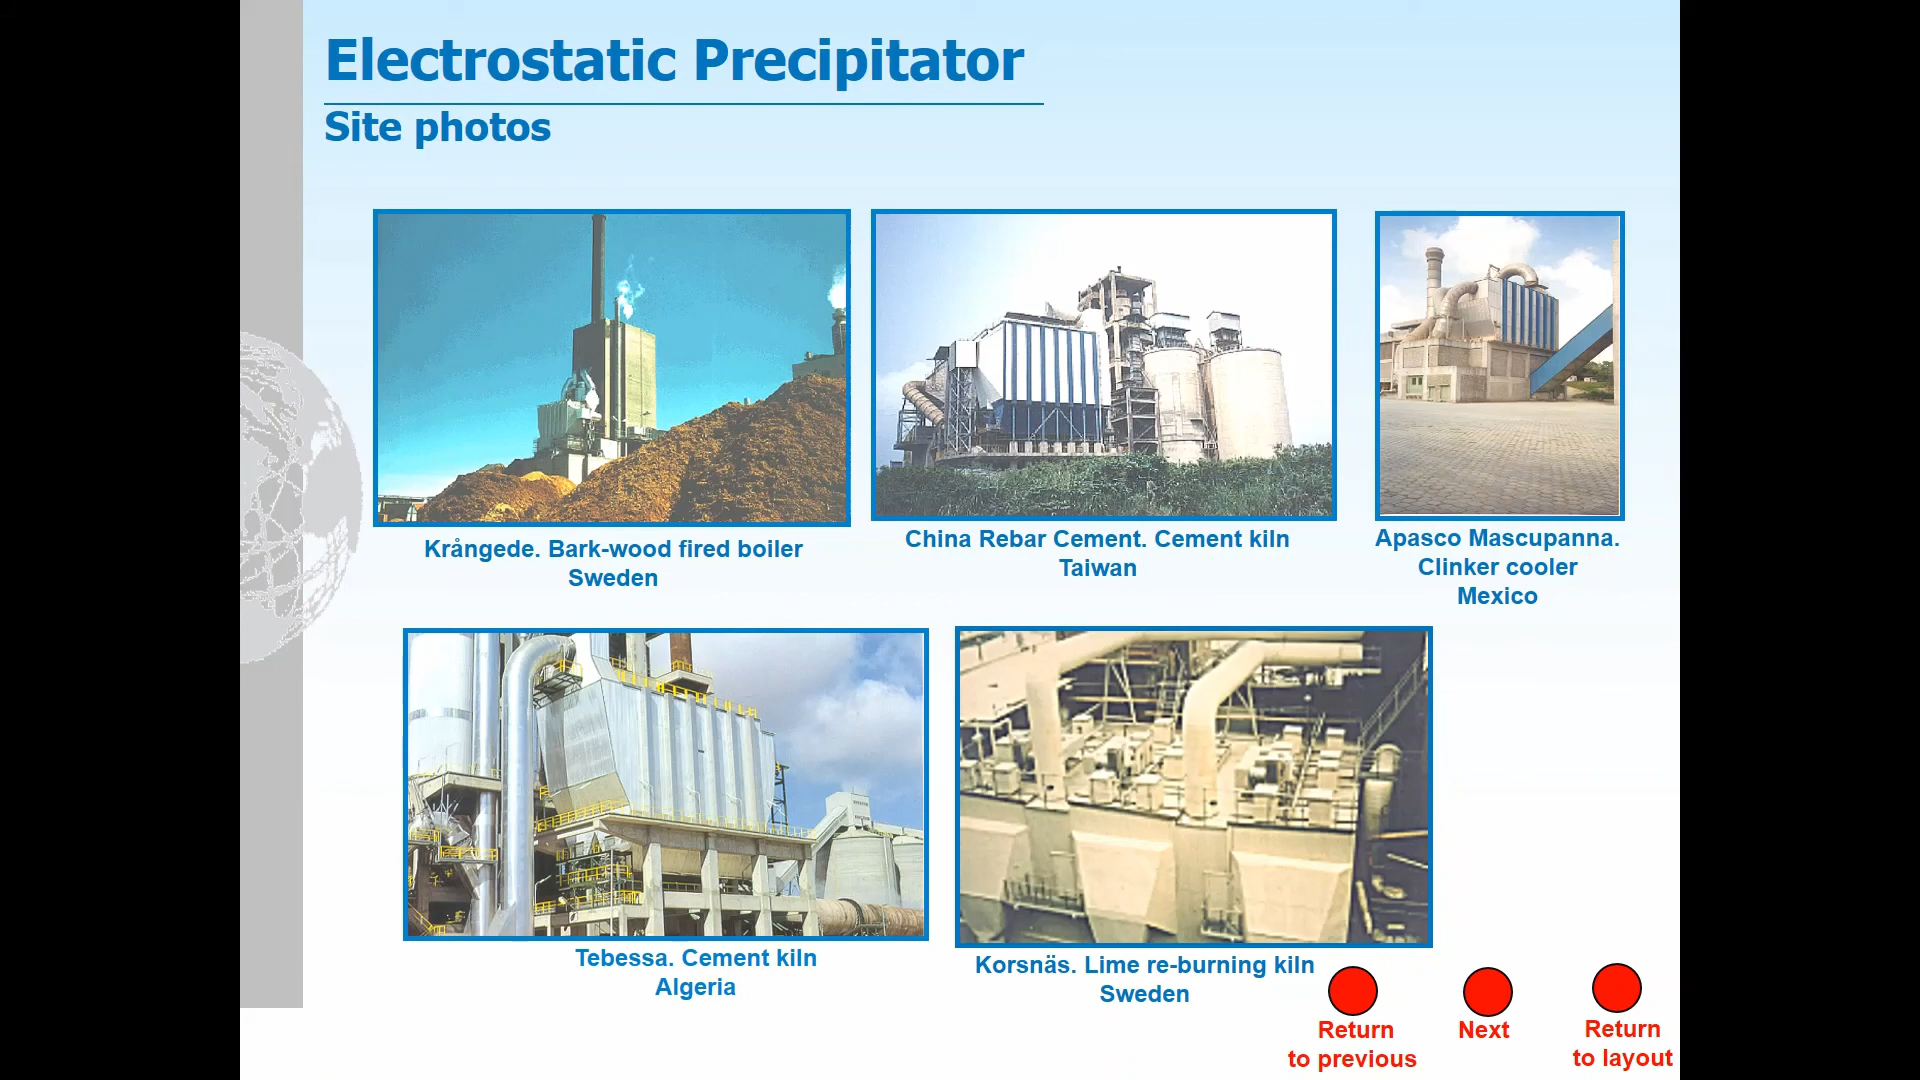 Electrostatic Precipitator
Site photos
Krångede. Bark-wood fired boiler
Sweden
China Rebar Cement. Cement kiln
Taiwan
Apasco Mascupanna.
Clinker cooler
Mexico
Tebessa. Cement kiln
Algeria
Korsnäs. Lime re-burning kiln
Sweden
Return
to previous
Next
Return
to layout